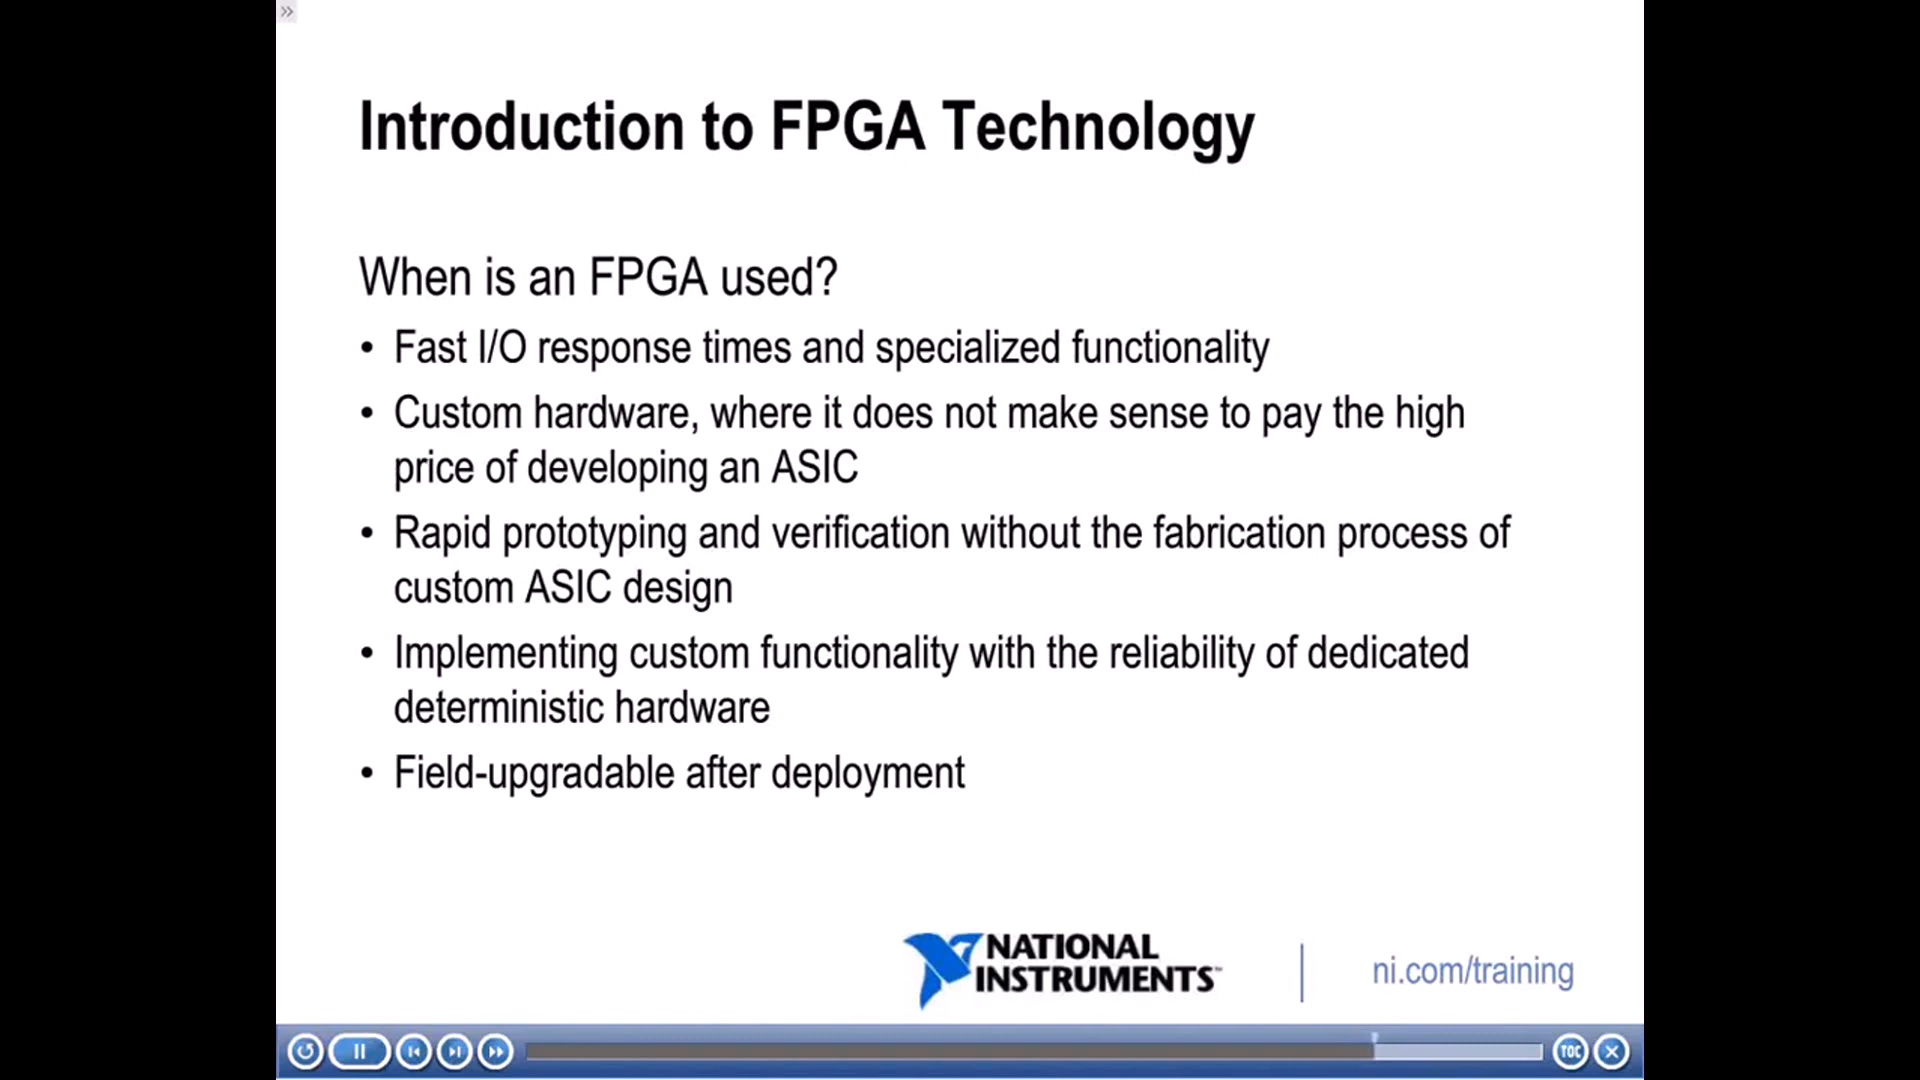 Introduction to FPGA Technology
When is an FPGA used?
• Fast I/O response times and specialized functionality
• Custom hardware, where it does not make sense to pay the high
price of developing an ASIC
• Rapid prototyping and verification without the fabrication process of
custom ASIC design
• Implementing custom functionality with the reliability of dedicated
deterministic hardware
• Field-upgradable after deployment
NATIONAL
INSTRUMENTS™
ni.com/training
TOC